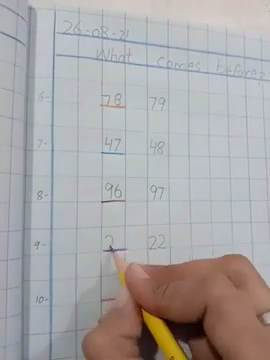 26-08-21
What comes before?
6- 78 79
7- 47 48
8- 96 97
9- 2 22
10-